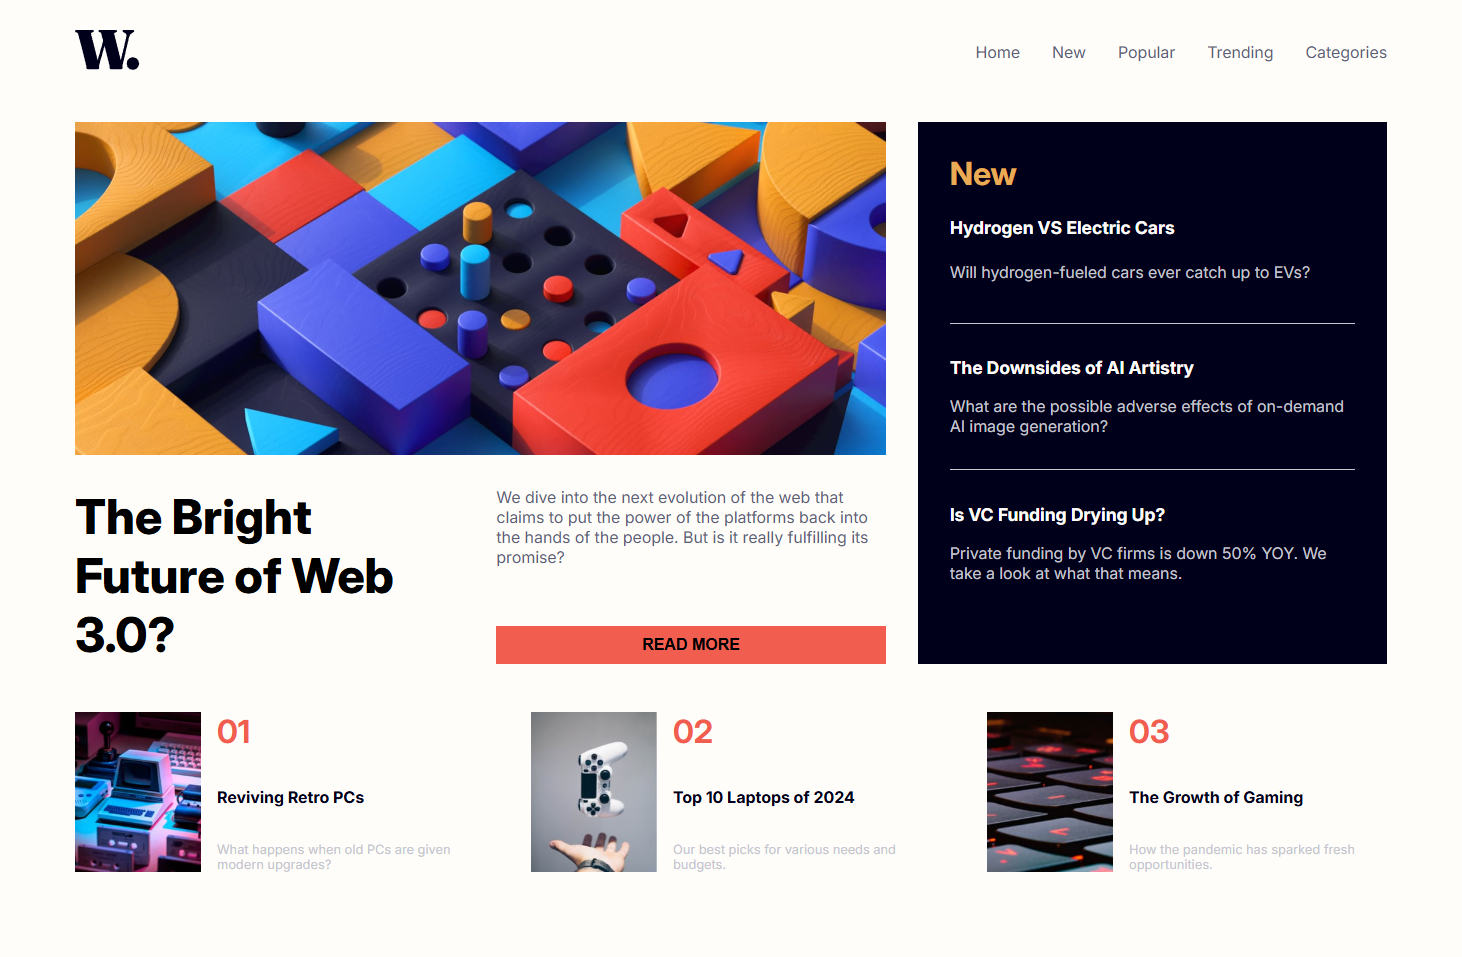 W.
Home New Popular Trending Categories
New
Hydrogen VS Electric Cars
Will hydrogen-fueled cars ever catch up to EVs?
The Downsides of AI Artistry
What are the possible adverse effects of on-demand
AI image generation?
Is VC Funding Drying Up?
Private funding by VC firms is down 50% YOY. We
take a look at what that means.
The Bright
Future of Web
3.0?
We dive into the next evolution of the web that
claims to put the power of the platforms back into
the hands of the people. But is it really fulfilling its
promise?
READ MORE
01
Reviving Retro PCs
What happens when old PCs are given
modern upgrades?
02
Top 10 Laptops of 2024
Our best picks for various needs and
budgets.
03
The Growth of Gaming
How the pandemic has sparked fresh
opportunities.